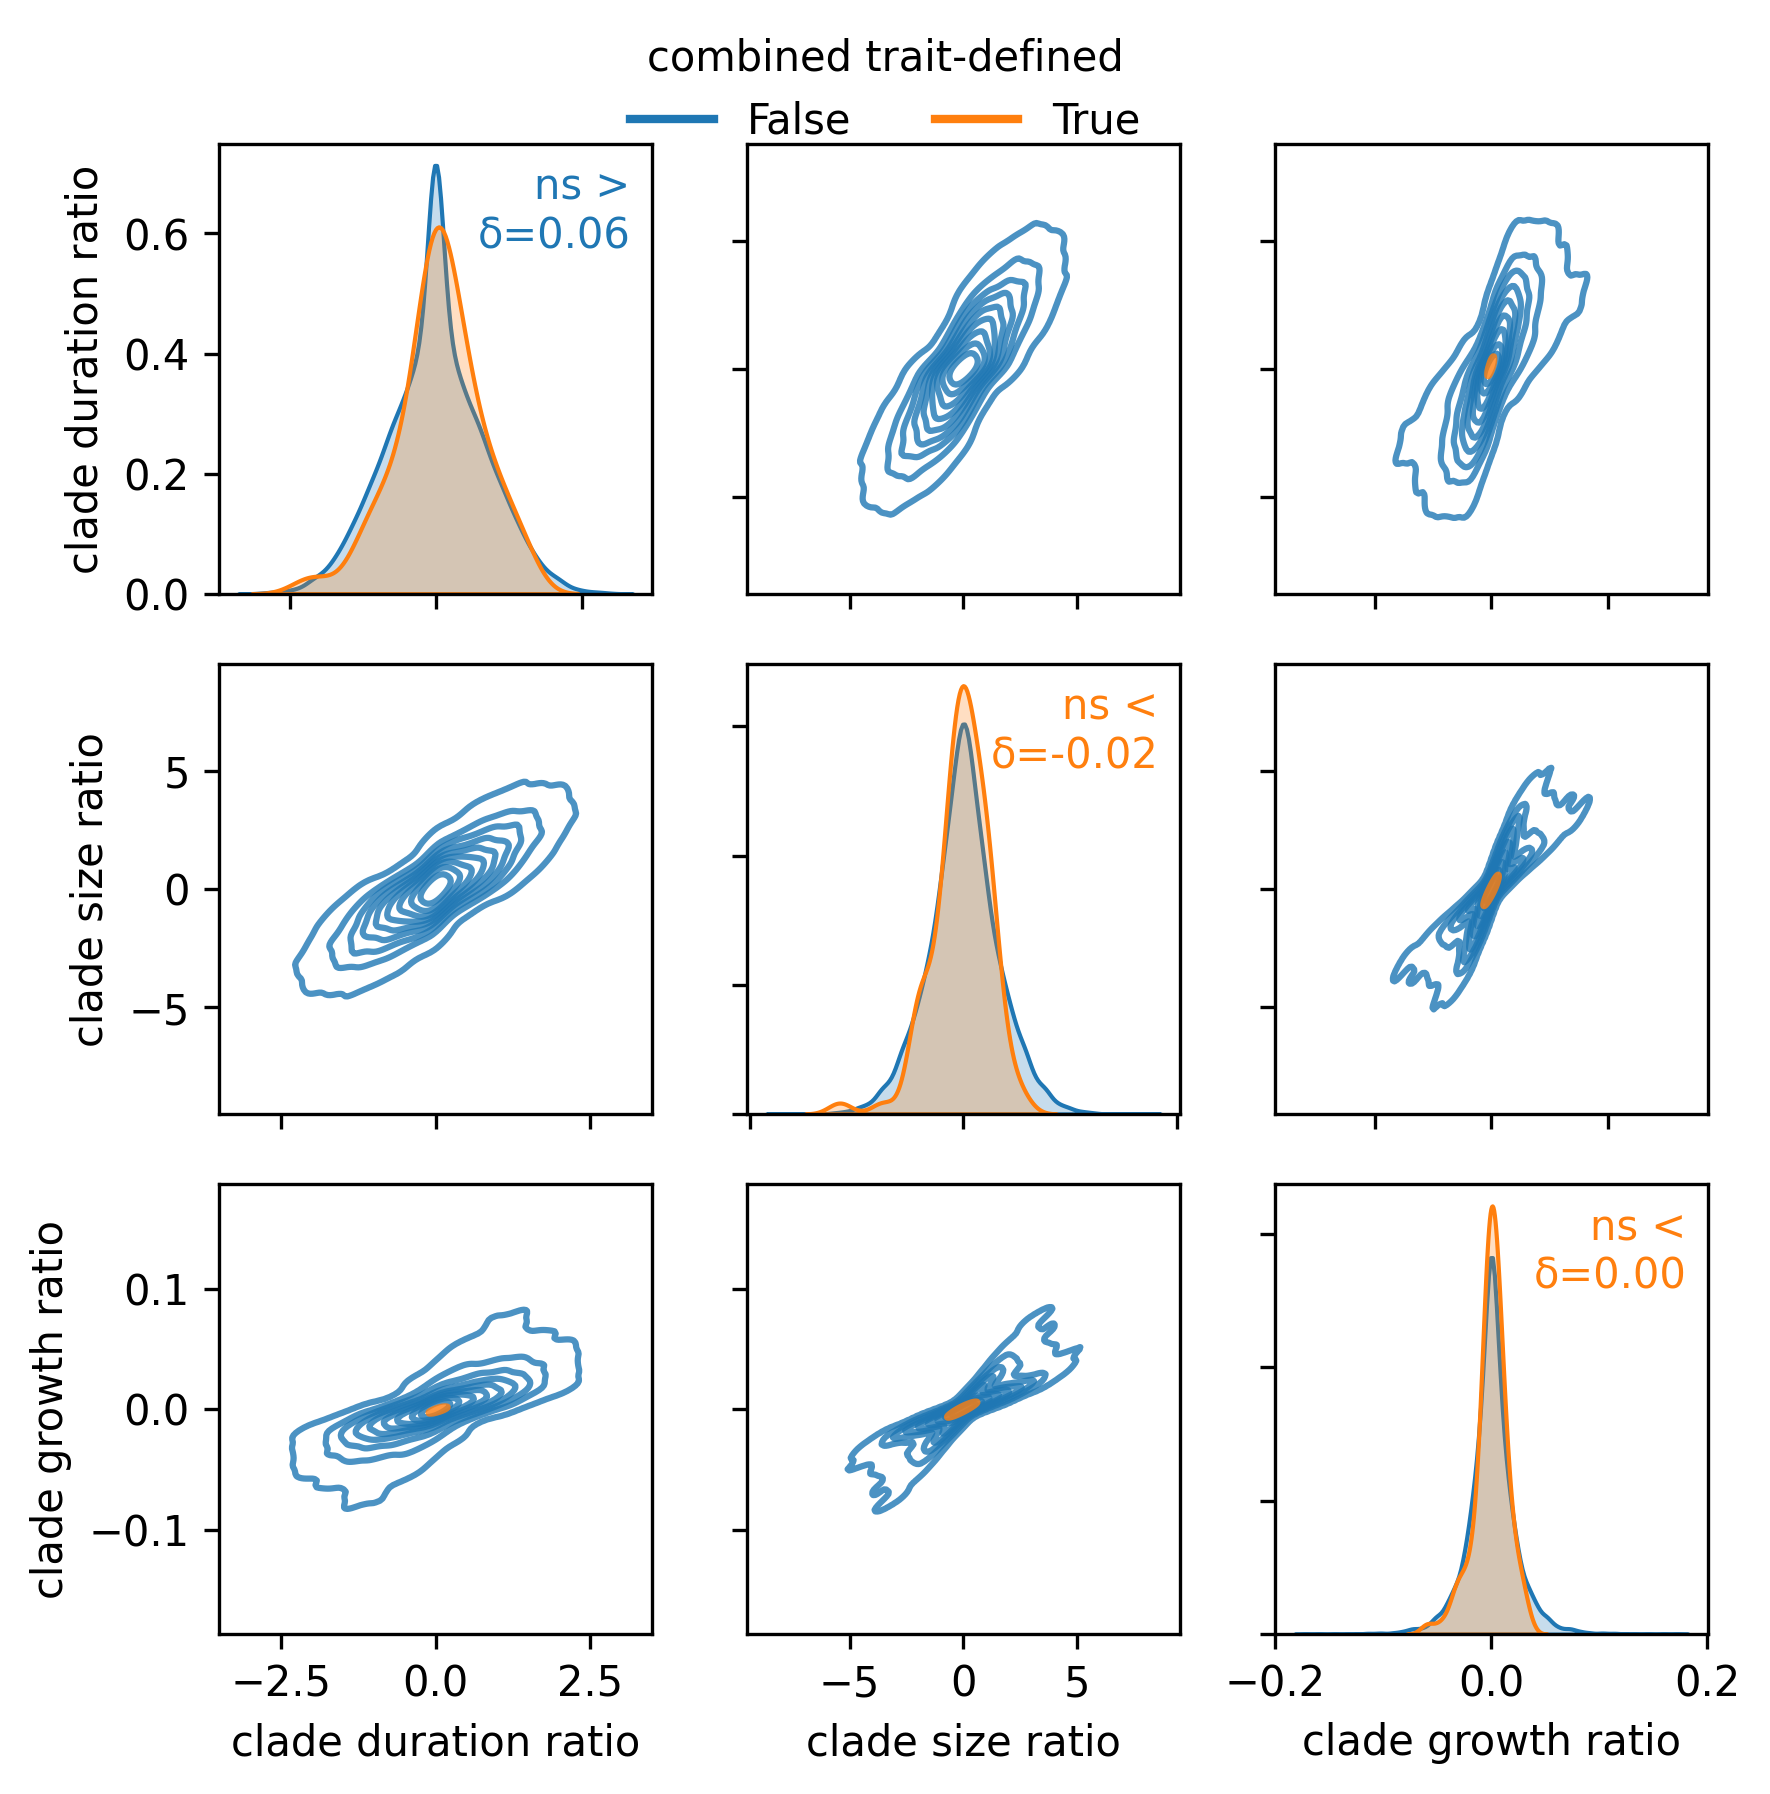 combined trait-defined
False True
clade duration ratio
0.6
0.4
0.2
0.0
ns >
δ=0.06
clade size ratio
5
0
−5
ns <
δ=-0.02
clade growth ratio
0.1
0.0
−0.1
ns <
δ=0.00
−2.5 0.0 2.5
−5 0 5
−0.2 0.0 0.2
clade duration ratio
clade size ratio
clade growth ratio